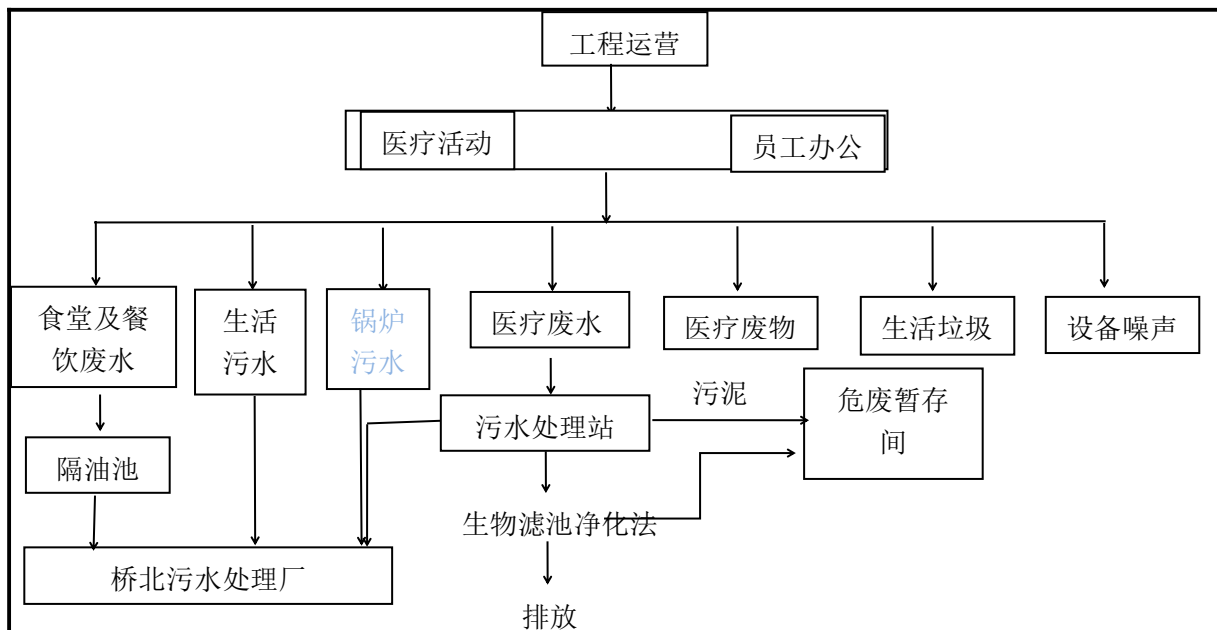 工程运营
医疗活动
员工办公
食堂及餐
饮废水
生活
污水
锅炉
污水
医疗废水
医疗废物
生活垃圾
设备噪声
隔油池
污水处理站
污泥
危废暂存
间
生物滤池净化法
桥北污水处理厂
排放